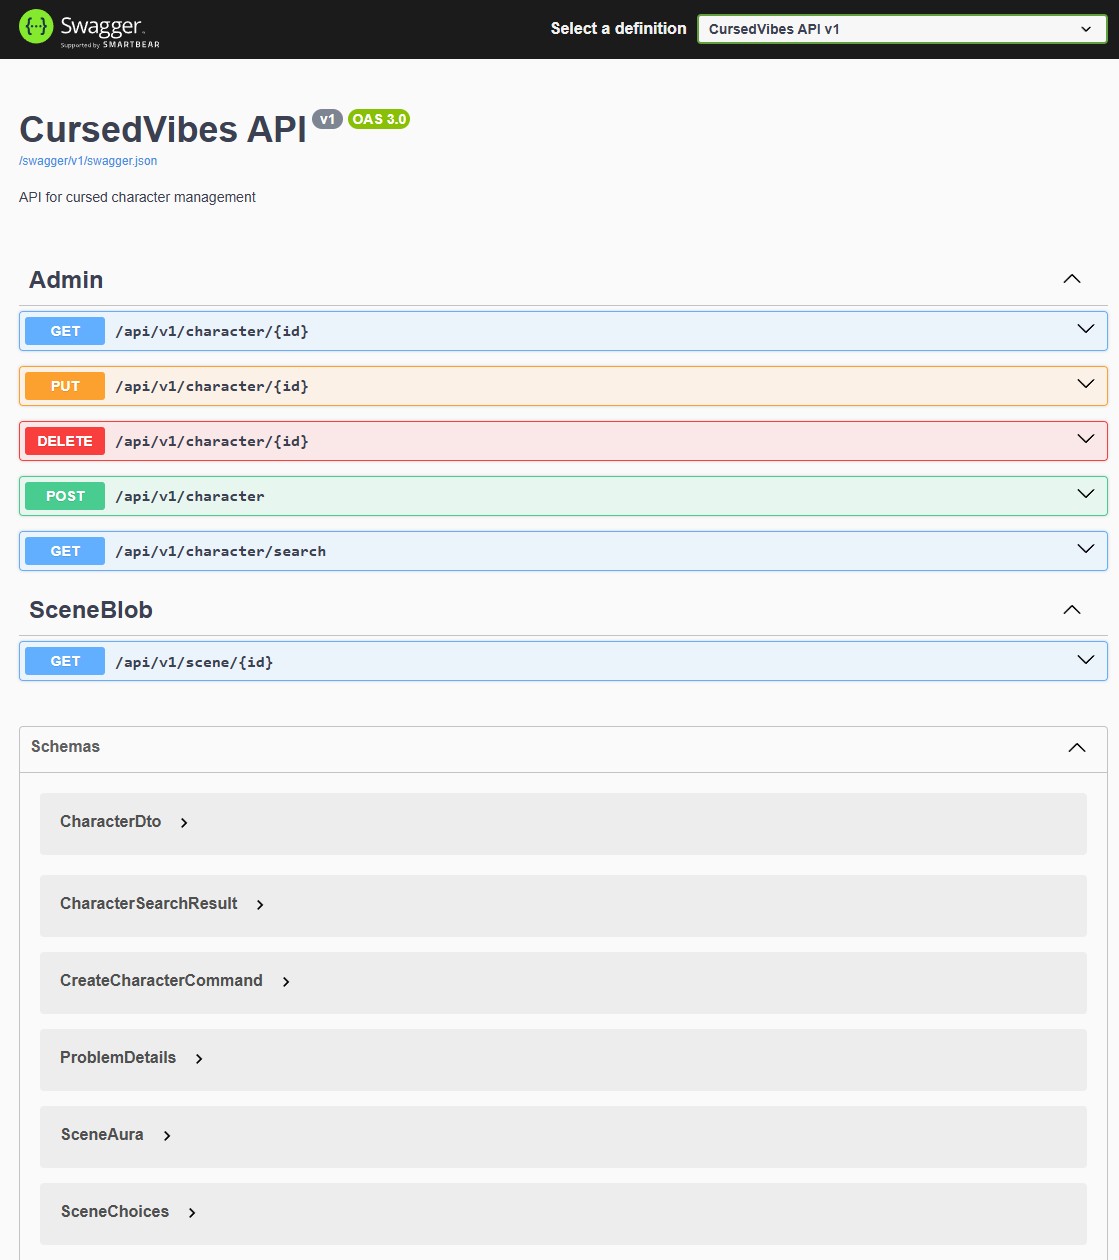 Swagger
Supported by SMARTBEAR
Select a definition
CursedVibes API v1
CursedVibes API v1 OAS 3.0
/swagger/v1/swagger.json
API for cursed character management
Admin
GET /api/v1/character/{id}
PUT /api/v1/character/{id}
DELETE /api/v1/character/{id}
POST /api/v1/character
GET /api/v1/character/search
SceneBlob
GET /api/v1/scene/{id}
Schemas
CharacterDto
CharacterSearchResult
CreateCharacterCommand
ProblemDetails
SceneAura
SceneChoices